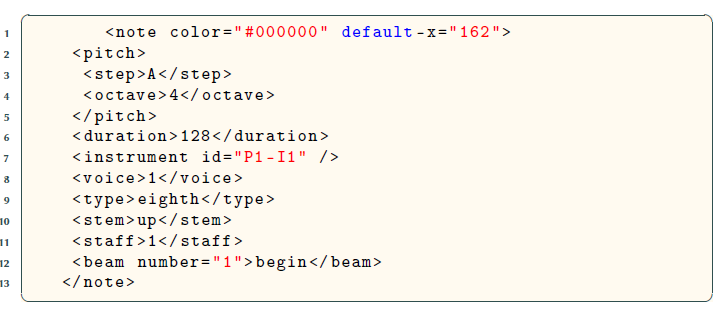 1 <note color="#000000" default-x="162">
2 <pitch>
3 <step>A</step>
4 <octave>4</octave>
5 </pitch>
6 <duration>128</duration>
7 <instrument id="P1-I1" />
8 <voice>1</voice>
9 <type>eighth</type>
10 <stem>up</stem>
11 <staff>1</staff>
12 <beam number="1">begin</beam>
13 </note>